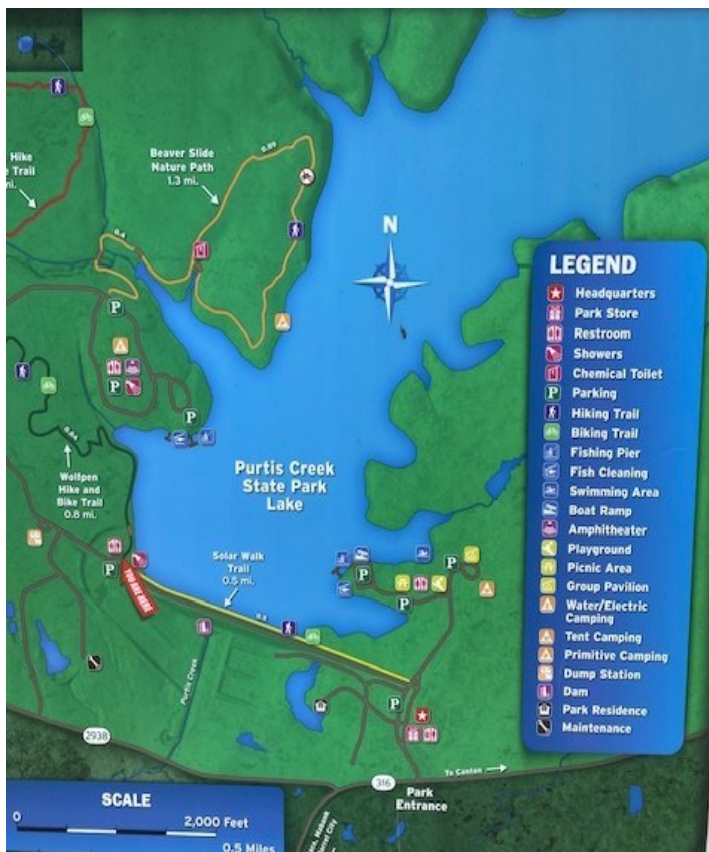 Hike
e Trail
mi.
Beaver Slide
Nature Path
1.3 mi.
0.89
0.4
N
P
P
P
0.84
Wolfpen
Hike and
Bike Trail
0.8 mi.
Purtis Creek
State Park
Lake
Solar Walk
Trail
0.5 mi.
0.5
P
YOU ARE HERE
P
P
P
Purtis Creek
P
2938
316
To Canton
Park
Entrance
Mabank
LEGEND
Headquarters
Park Store
Restroom
Showers
Chemical Toilet
P Parking
Hiking Trail
Biking Trail
Fishing Pier
Fish Cleaning
Swimming Area
Boat Ramp
Amphitheater
Playground
Picnic Area
Group Pavilion
Water/Electric
Camping
Tent Camping
Primitive Camping
Dump Station
Dam
Park Residence
Maintenance
SCALE
0
2,000 Feet
0.5 Miles